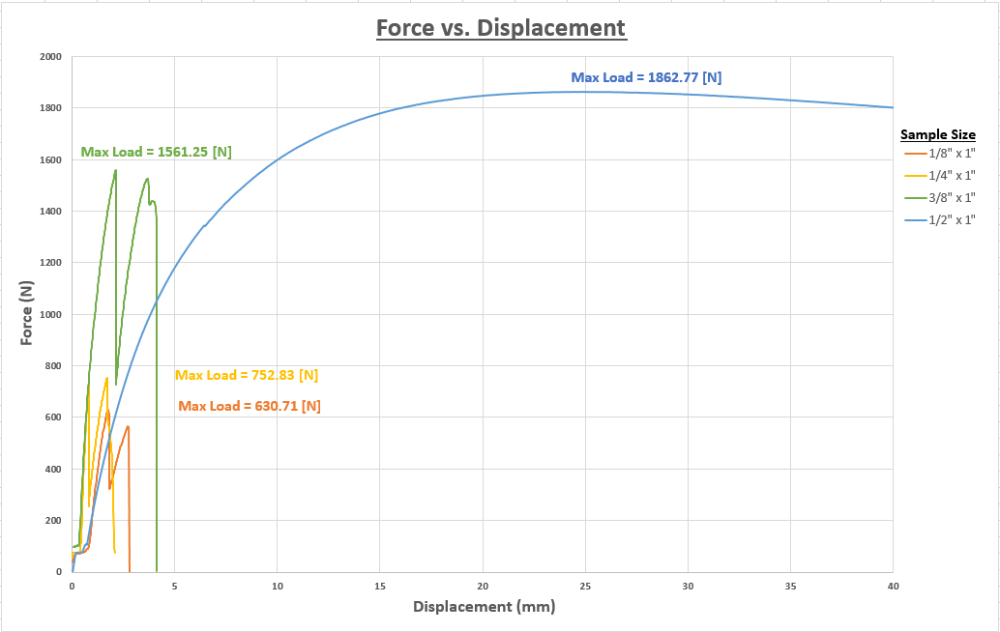 Force vs. Displacement
2000
1800
1600
1400
1200
1000
800
600
400
200
0
Force (N)
Max Load = 1862.77 [N]
Max Load = 1561.25 [N]
Max Load = 752.83 [N]
Max Load = 630.71 [N]
0 5 10 15 20 25 30 35 40
Displacement (mm)
Sample Size
1/8" x 1"
1/4" x 1"
3/8" x 1"
1/2" x 1"